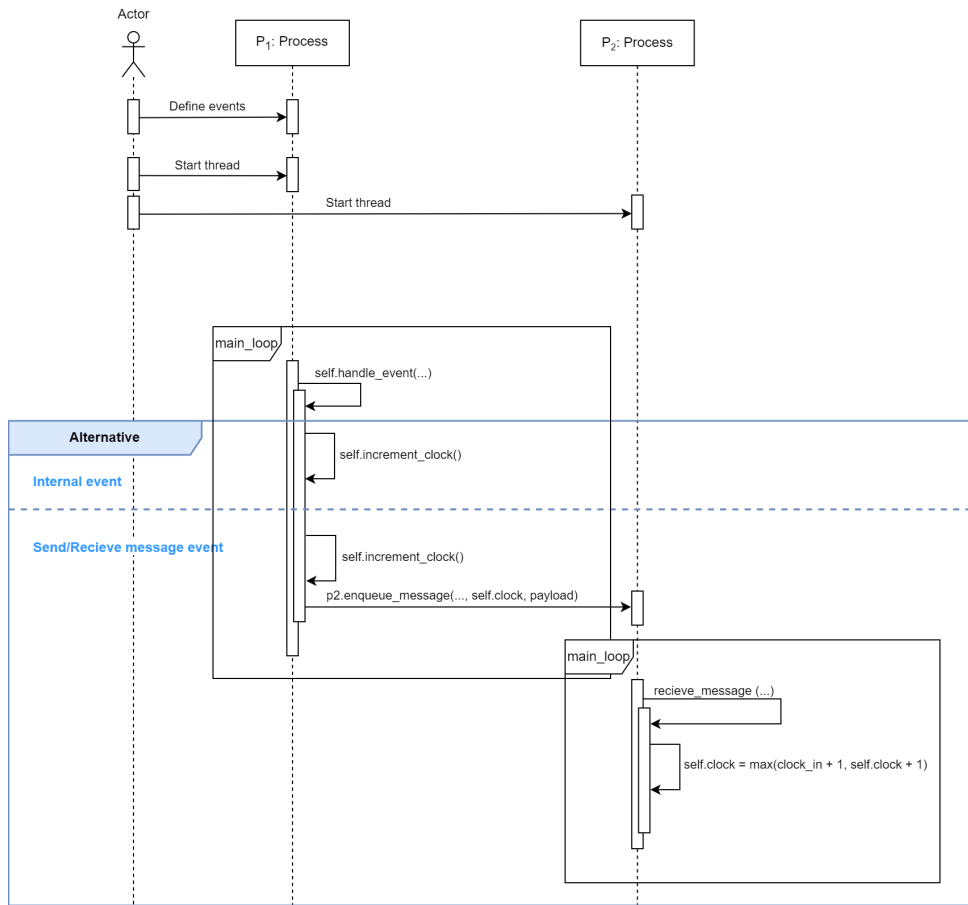 Actor
P₁: Process
P₂: Process
Define events
Start thread
Start thread
main_loop
self.handle_event(...)
Alternative
self.increment_clock()
Internal event
Send/Recieve message event
self.increment_clock()
p2.enqueue_message(..., self.clock, payload)
main_loop
recieve_message (...)
self.clock = max(clock_in + 1, self.clock + 1)